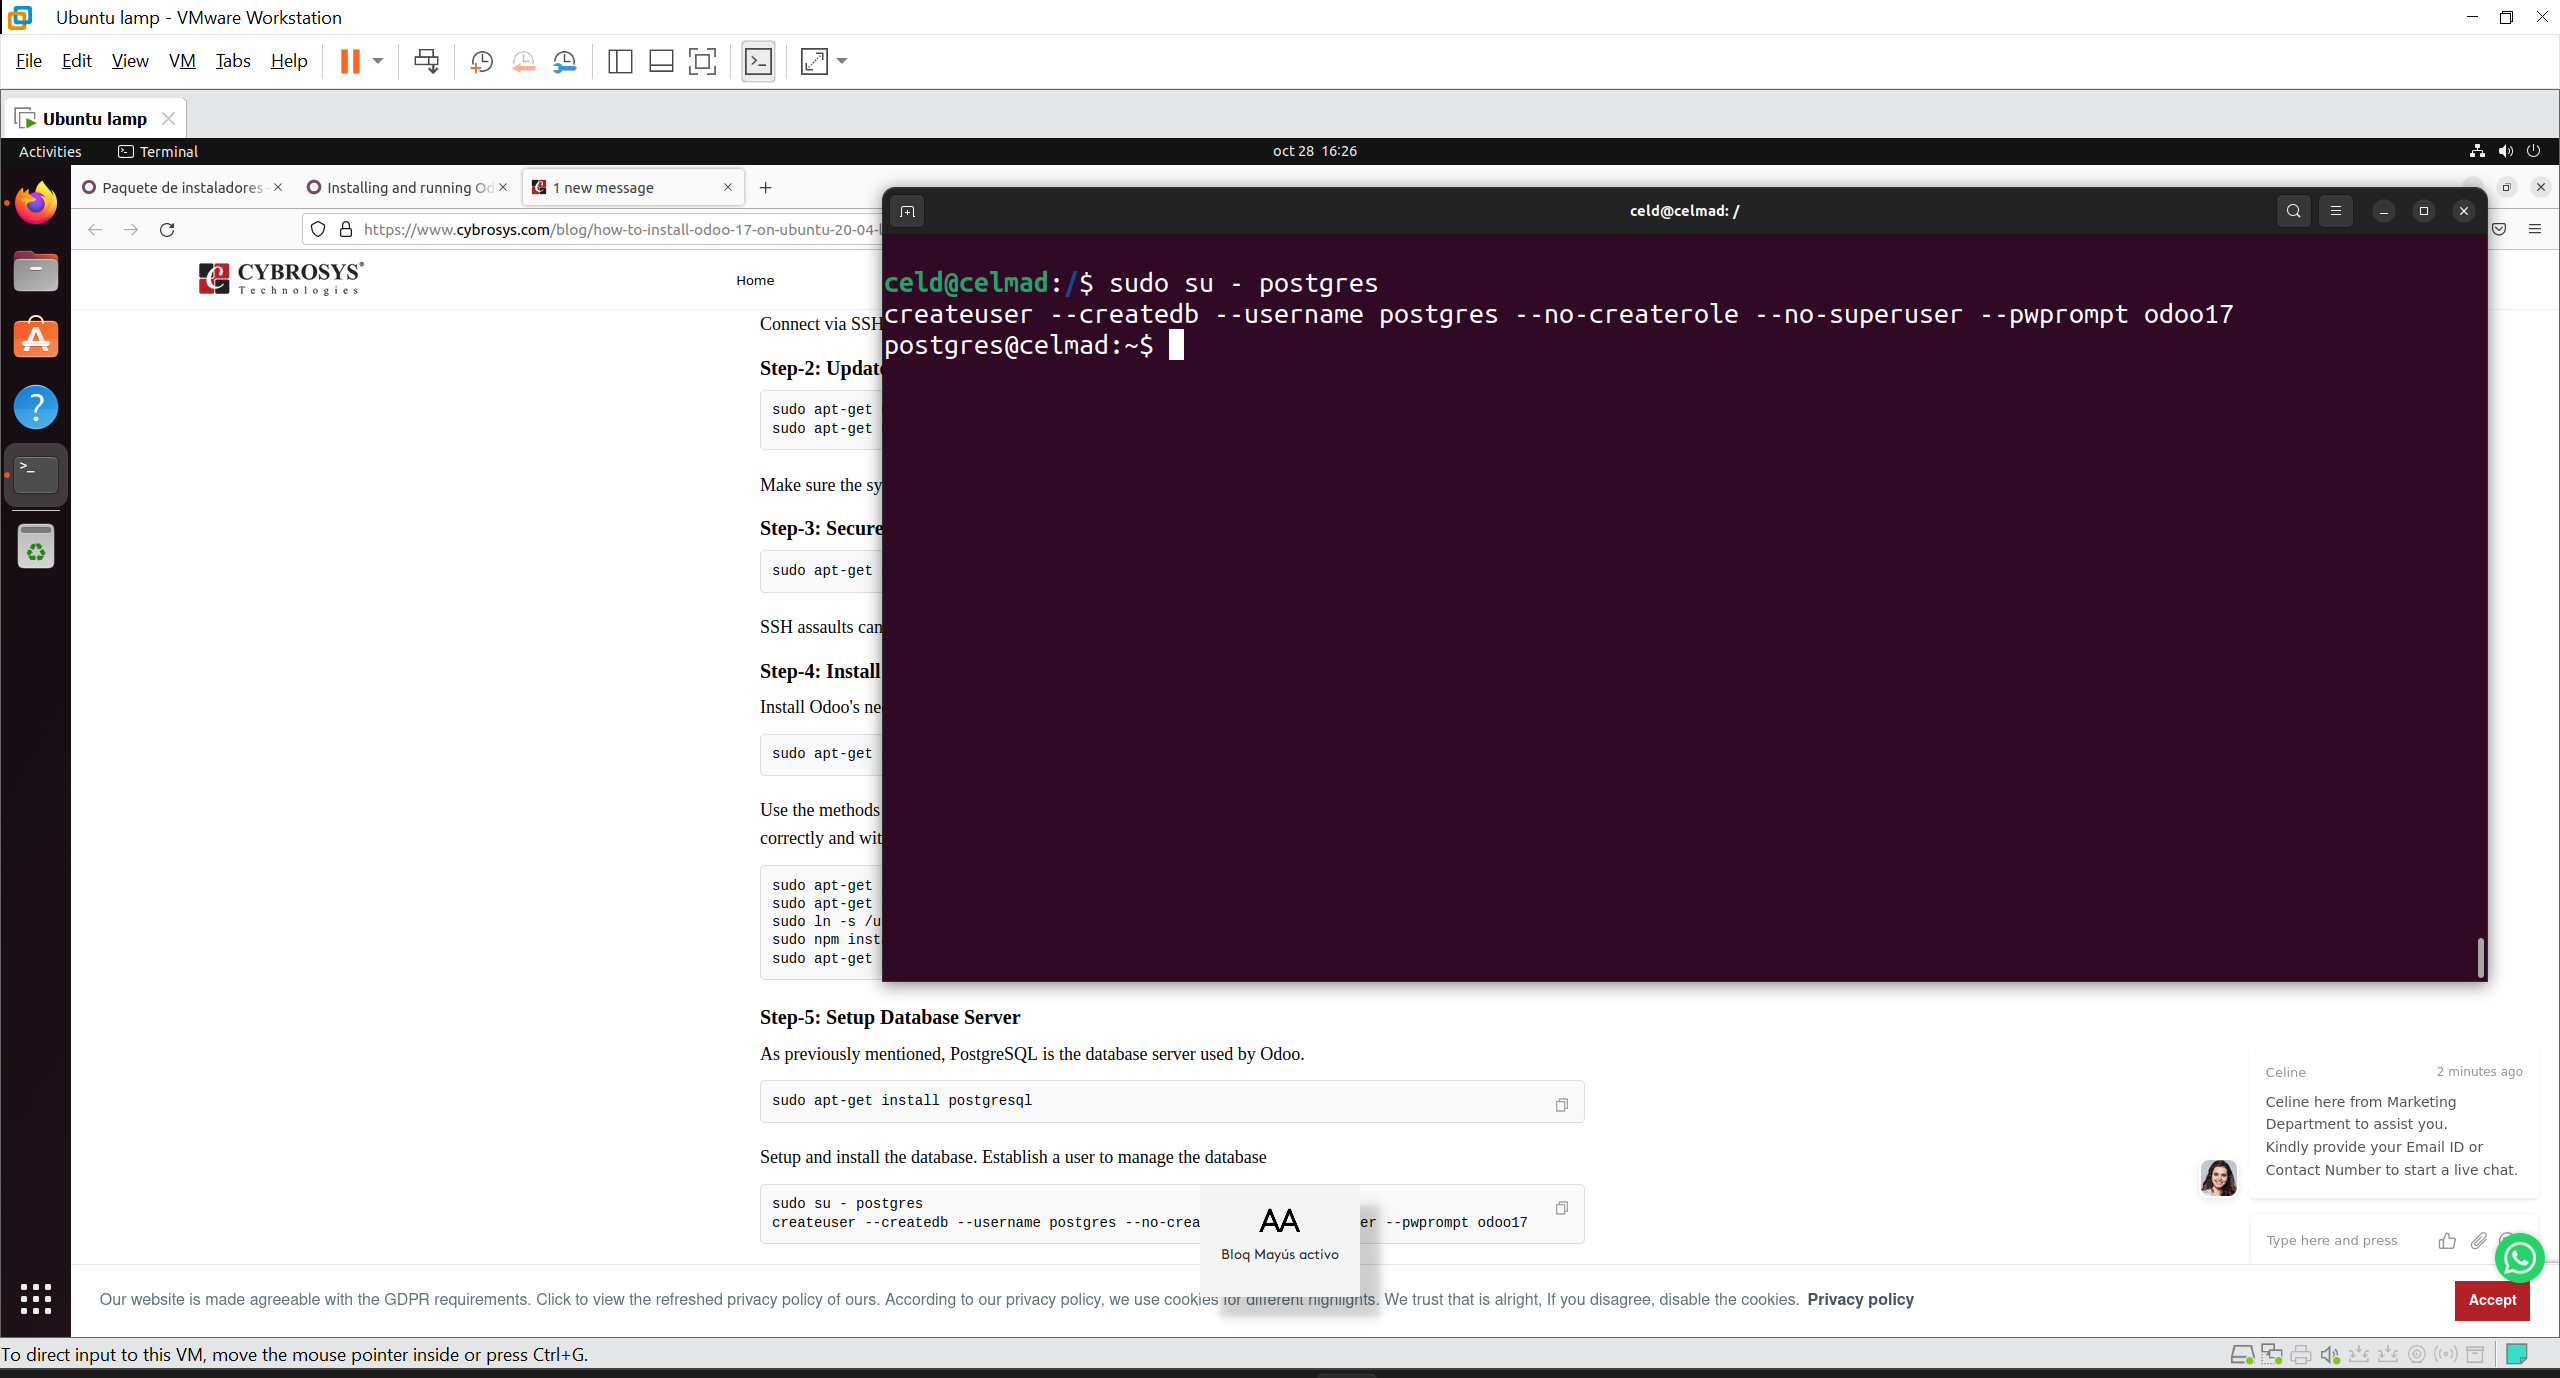 Ubuntu lamp - VMware Workstation
File Edit View VM Tabs Help
Ubuntu lamp
Activities Terminal oct 28 16:26
Paquete de instaladores Installing and running Od 1 new message
https://www.cybrosys.com/blog/how-to-install-odoo-17-on-ubuntu-20-04-l
celd@celmad: /
CYBROSYS
Technologies
Home
celd@celmad:/$ sudo su - postgres
createuser --createdb --username postgres --no-createrole --no-superuser --pwprompt odoo17
postgres@celmad:~$
Connect via SSH
Step-2: Update
sudo apt-get
sudo apt-get
Make sure the sy
Step-3: Secure
sudo apt-get
SSH assaults can
Step-4: Install
Install Odoo's ne
sudo apt-get
Use the methods
correctly and wit
sudo apt-get
sudo apt-get
sudo ln -s /u
sudo npm inst
sudo apt-get
Step-5: Setup Database Server
As previously mentioned, PostgreSQL is the database server used by Odoo.
sudo apt-get install postgresql
Setup and install the database. Establish a user to manage the database
sudo su - postgres
createuser --createdb --username postgres --no-crea er --pwprompt odoo17
AA
Bloq Mayús activo
Celine 2 minutes ago
Celine here from Marketing
Department to assist you.
Kindly provide your Email ID or
Contact Number to start a live chat.
Type here and press
Our website is made agreeable with the GDPR requirements. Click to view the refreshed privacy policy of ours. According to our privacy policy, we use cookies for different highlights. We trust that is alright, If you disagree, disable the cookies. Privacy policy
Accept
To direct input to this VM, move the mouse pointer inside or press Ctrl+G.